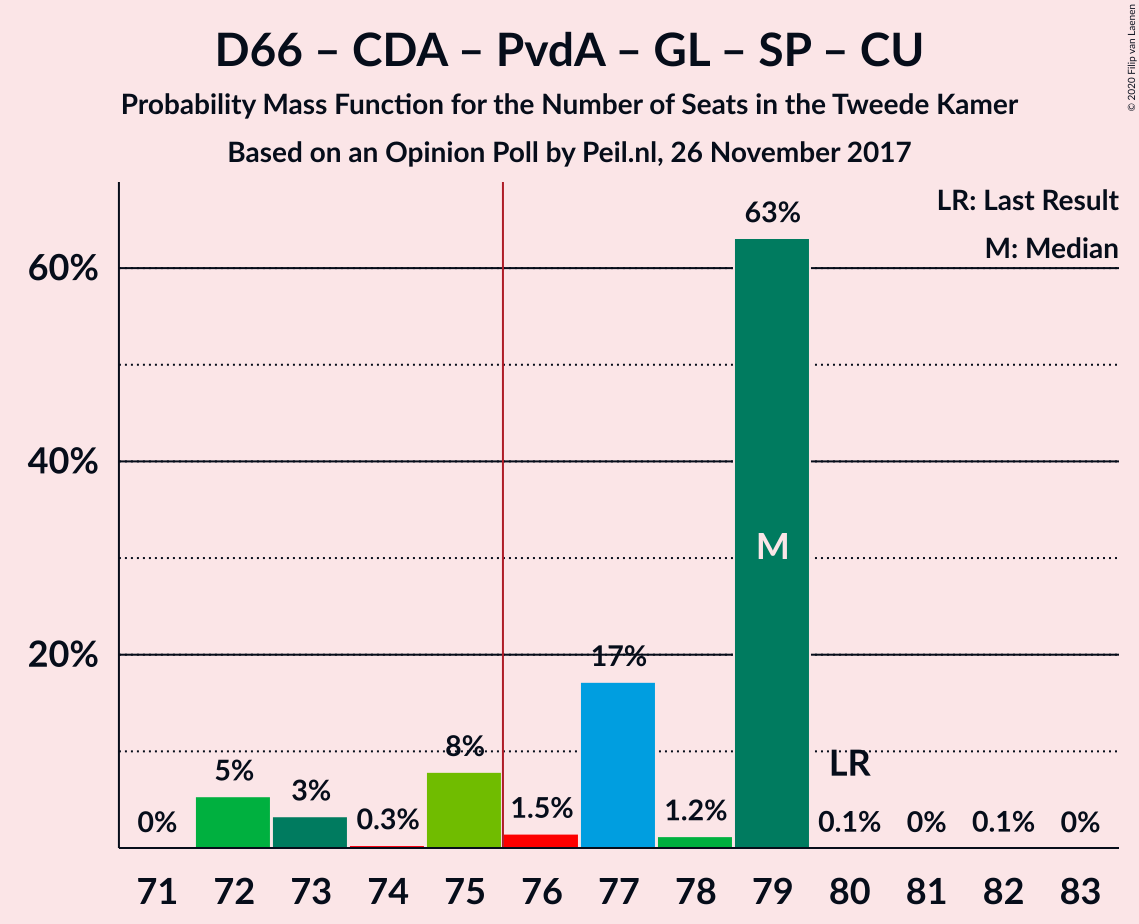 D66 – CDA – PvdA – GL – SP – CU
Probability Mass Function for the Number of Seats in the Tweede Kamer
Based on an Opinion Poll by Peil.nl, 26 November 2017
© 2020 Filip van Laenen
LR: Last Result
M: Median
60%
40%
20%
0%
5%
3%
0.3%
8%
1.5%
17%
1.2%
63%
M
LR
0.1%
0%
0.1%
0%
71 72 73 74 75 76 77 78 79 80 81 82 83